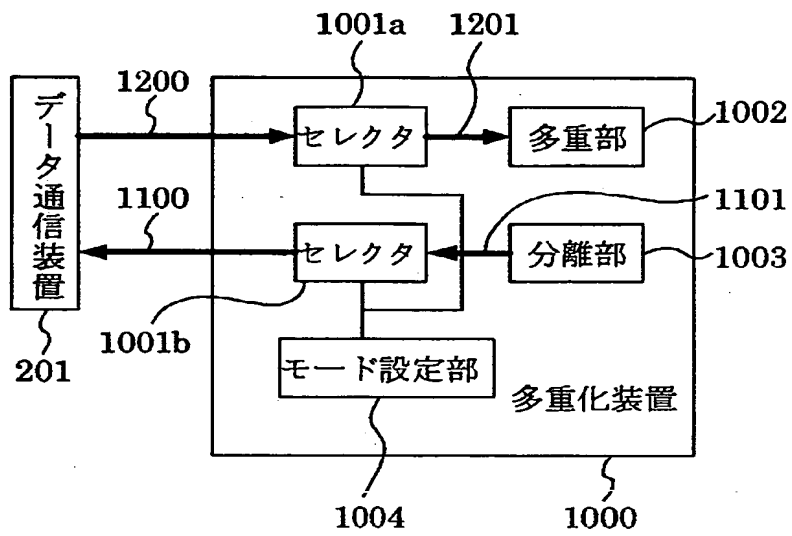 1001a
1201
1200
データ通信装置
セレクタ
多重部
1002
1100
1101
セレクタ
分離部
1003
1001b
201
モード設定部
多重化装置
1004
1000